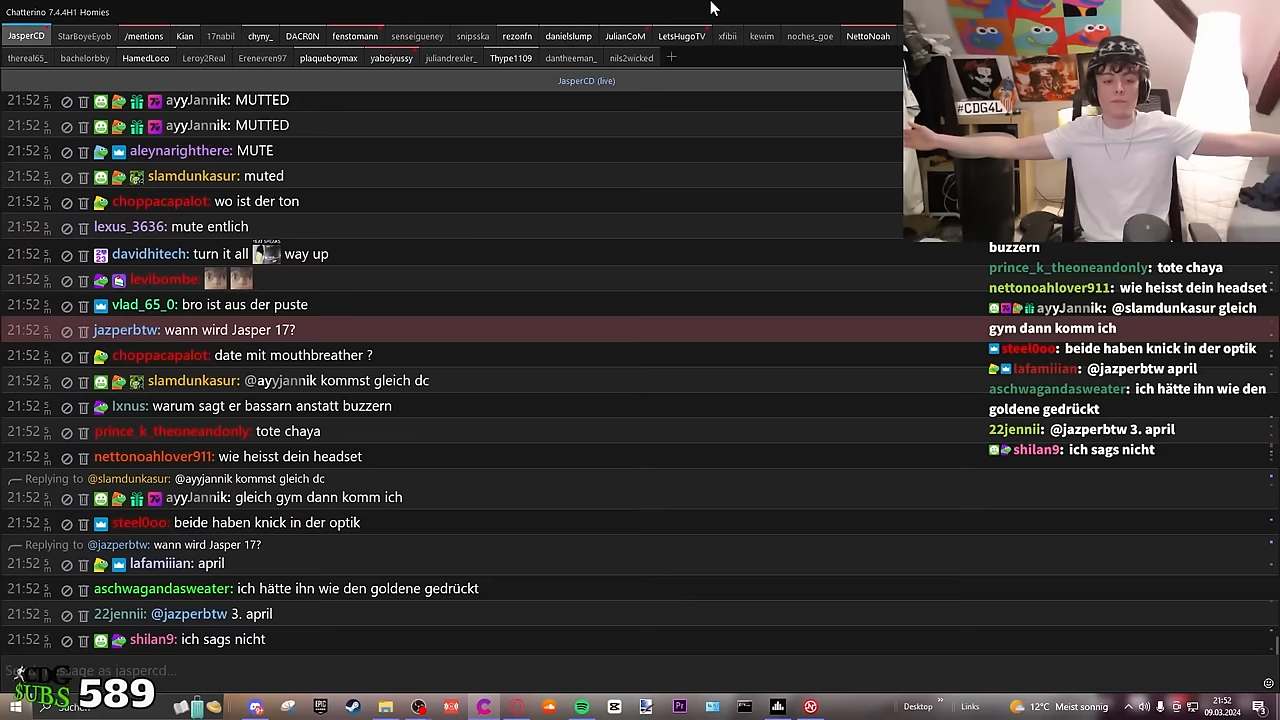 Chatterino 7.4.4H1 Homies
JasperCD StarBoyeEyob /mentions Kian 17nabil chyny_ DACR0N fenstomann bourseigueney snipsska rezonfn danielslump JulianCoM LetsHugoTV xfibii kewim noches_goe NettoNoah
thereal65_ bachelorbby HamedLoco Leroy2Real Erenevren97 plaqueboymax yaboiyussy juliandrexler_ Thype1109 dantheeman_ nils2wicked
JasperCD (live)
21:52 ayyJannik: MUTTED
21:52 ayyJannik: MUTTED
21:52 aleynarighthere: MUTE
21:52 slamdunkasur: muted
21:52 choppacapalot: wo ist der ton
21:52 lexus_3636: mute entlich
21:52 davidhitech: turn it all way up
21:52 levibombe:
21:52 vlad_65_0: bro ist aus der puste
21:52 jazperbtw: wann wird Jasper 17?
21:52 choppacapalot: date mit mouthbreather ?
21:52 slamdunkasur: @ayyjannik kommst gleich dc
21:52 lxnus: warum sagt er bassarn anstatt buzzern
21:52 prince_k_theoneandonly: tote chaya
21:52 nettonoahlover911: wie heisst dein headset
Replying to @slamdunkasur: @ayyjannik kommst gleich dc
21:52 ayyJannik: gleich gym dann komm ich
21:52 steel0oo: beide haben knick in der optik
Replying to @jazperbtw: wann wird Jasper 17?
21:52 lafamiiian: april
21:52 aschwagandasweater: ich hätte ihn wie den goldene gedrückt
21:52 22jennii: @jazperbtw 3. april
21:52 shilan9: ich sags nicht
message as jaspercd...
CDG
SUBS 589
#CDG4L
buzzern
prince_k_theoneandonly: tote chaya
nettonoahlover911: wie heisst dein headset
ayyJannik: @slamdunkasur gleich
gym dann komm ich
steel0oo: beide haben knick in der optik
lafamiiian: @jazperbtw april
aschwagandasweater: ich hätte ihn wie den
goldene gedrückt
22jennii: @jazperbtw 3. april
shilan9: ich sags nicht
Desktop Links 12°C Meist sonnig
21:52
09.03.2024